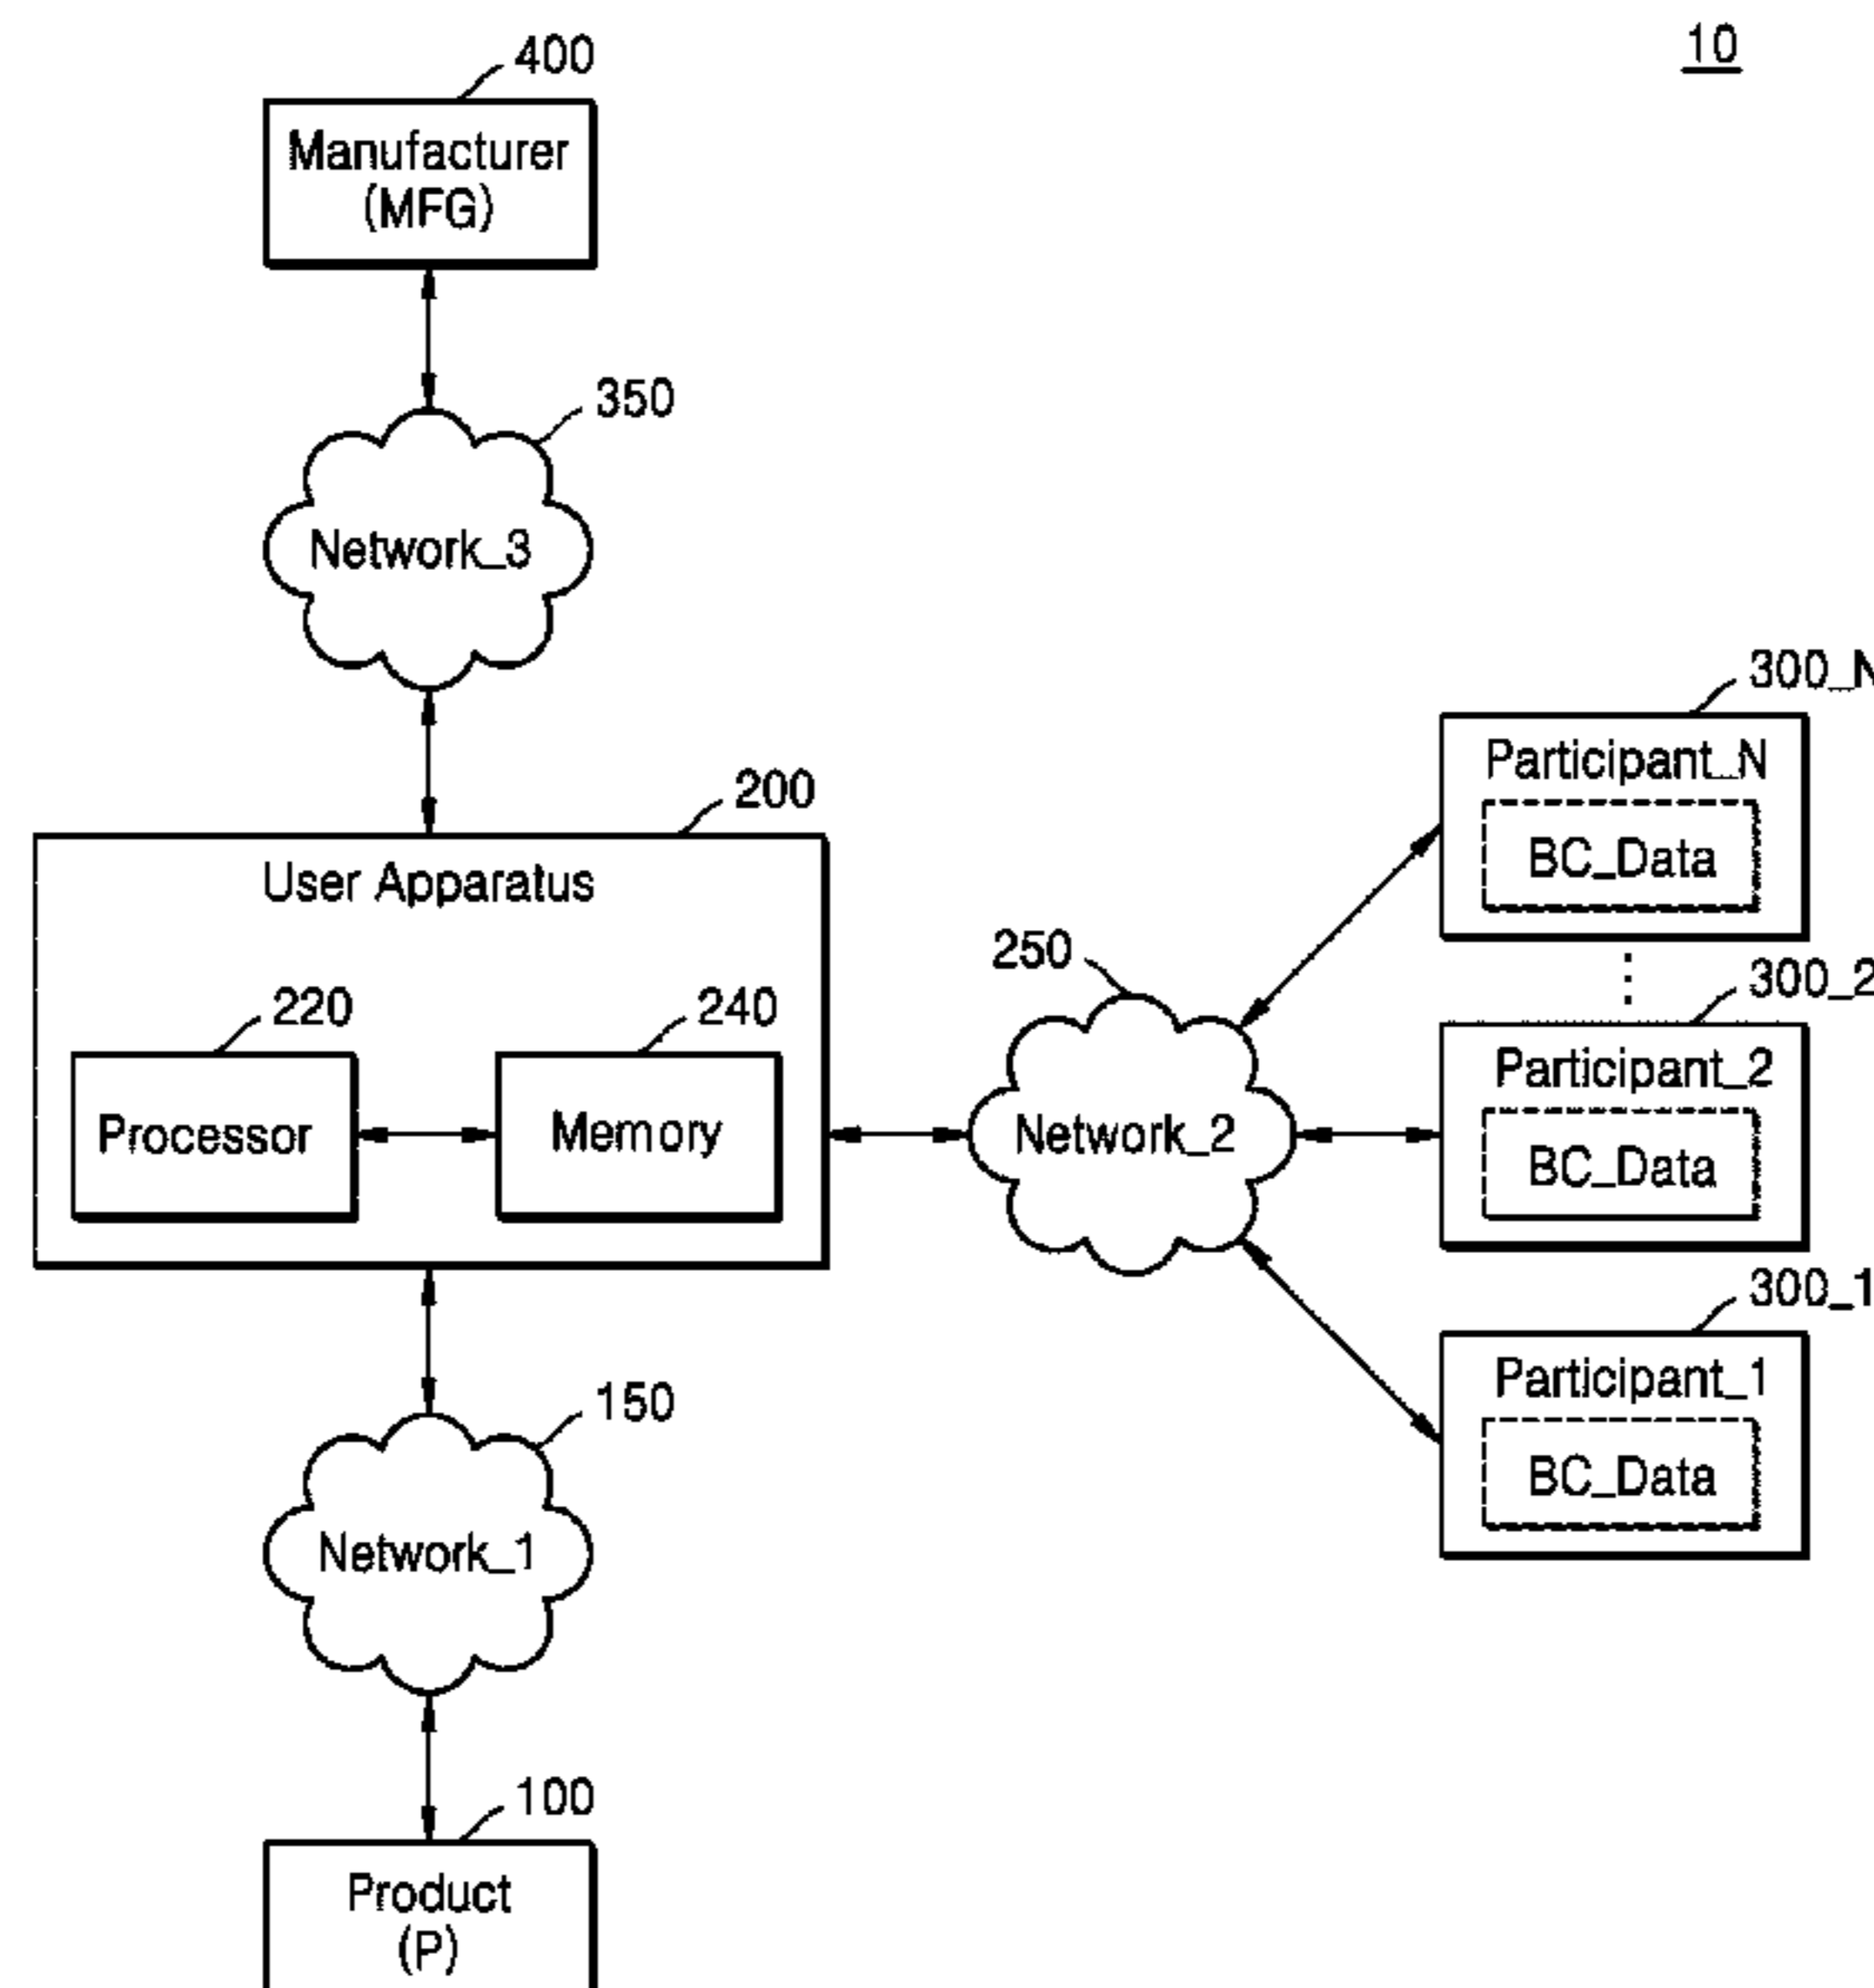 10
400
Manufacturer
(MFG)
350
Network_3
200
User Apparatus
220
Processor
240
Memory
250
Network_2
300_N
Participant_N
BC_Data
300_2
Participant_2
BC_Data
300_1
Participant_1
BC_Data
150
Network_1
100
Product
(P)